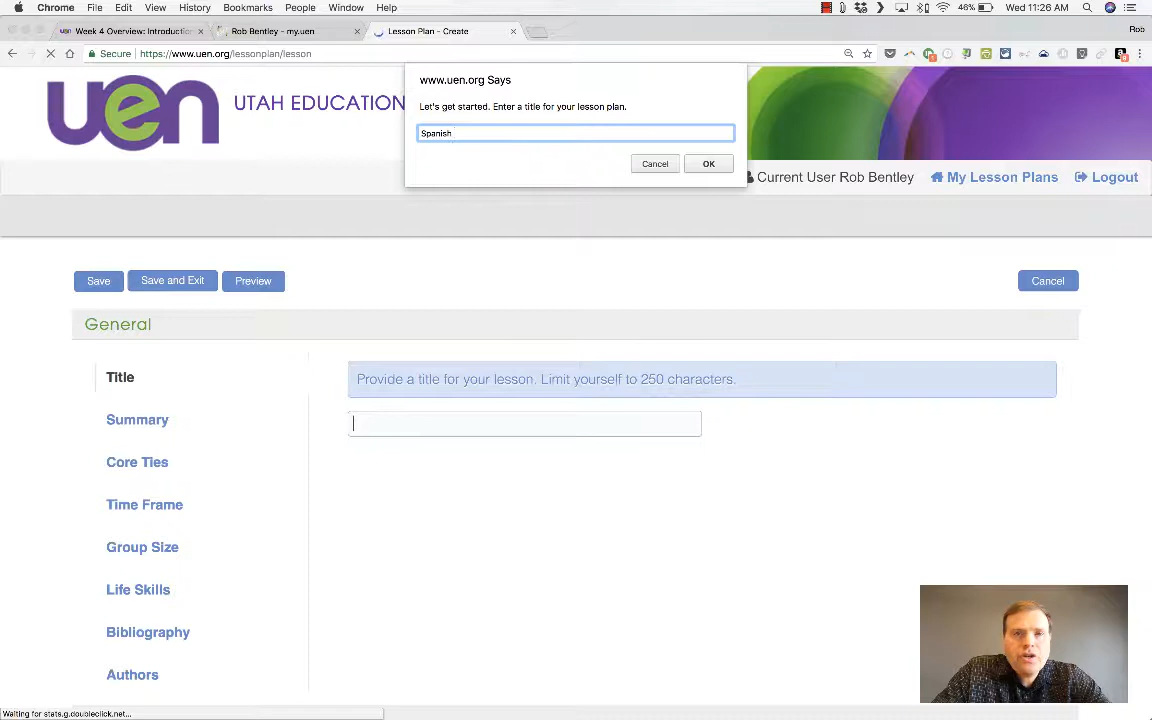 Chrome File Edit View History Bookmarks People Window Help 46% Wed 11:26 AM
Week 4 Overview: Introduction Rob Bentley - my.uen Lesson Plan - Create Rob
Secure https://www.uen.org/lessonplan/lesson
uen UTAH EDUCATION
www.uen.org Says
Let's get started. Enter a title for your lesson plan.
Spanish
Cancel OK
Current User Rob Bentley My Lesson Plans Logout
Save Save and Exit Preview Cancel
General
Title
Provide a title for your lesson. Limit yourself to 250 characters.
Summary
Core Ties
Time Frame
Group Size
Life Skills
Bibliography
Authors
Waiting for stats.g.doubleclick.net...